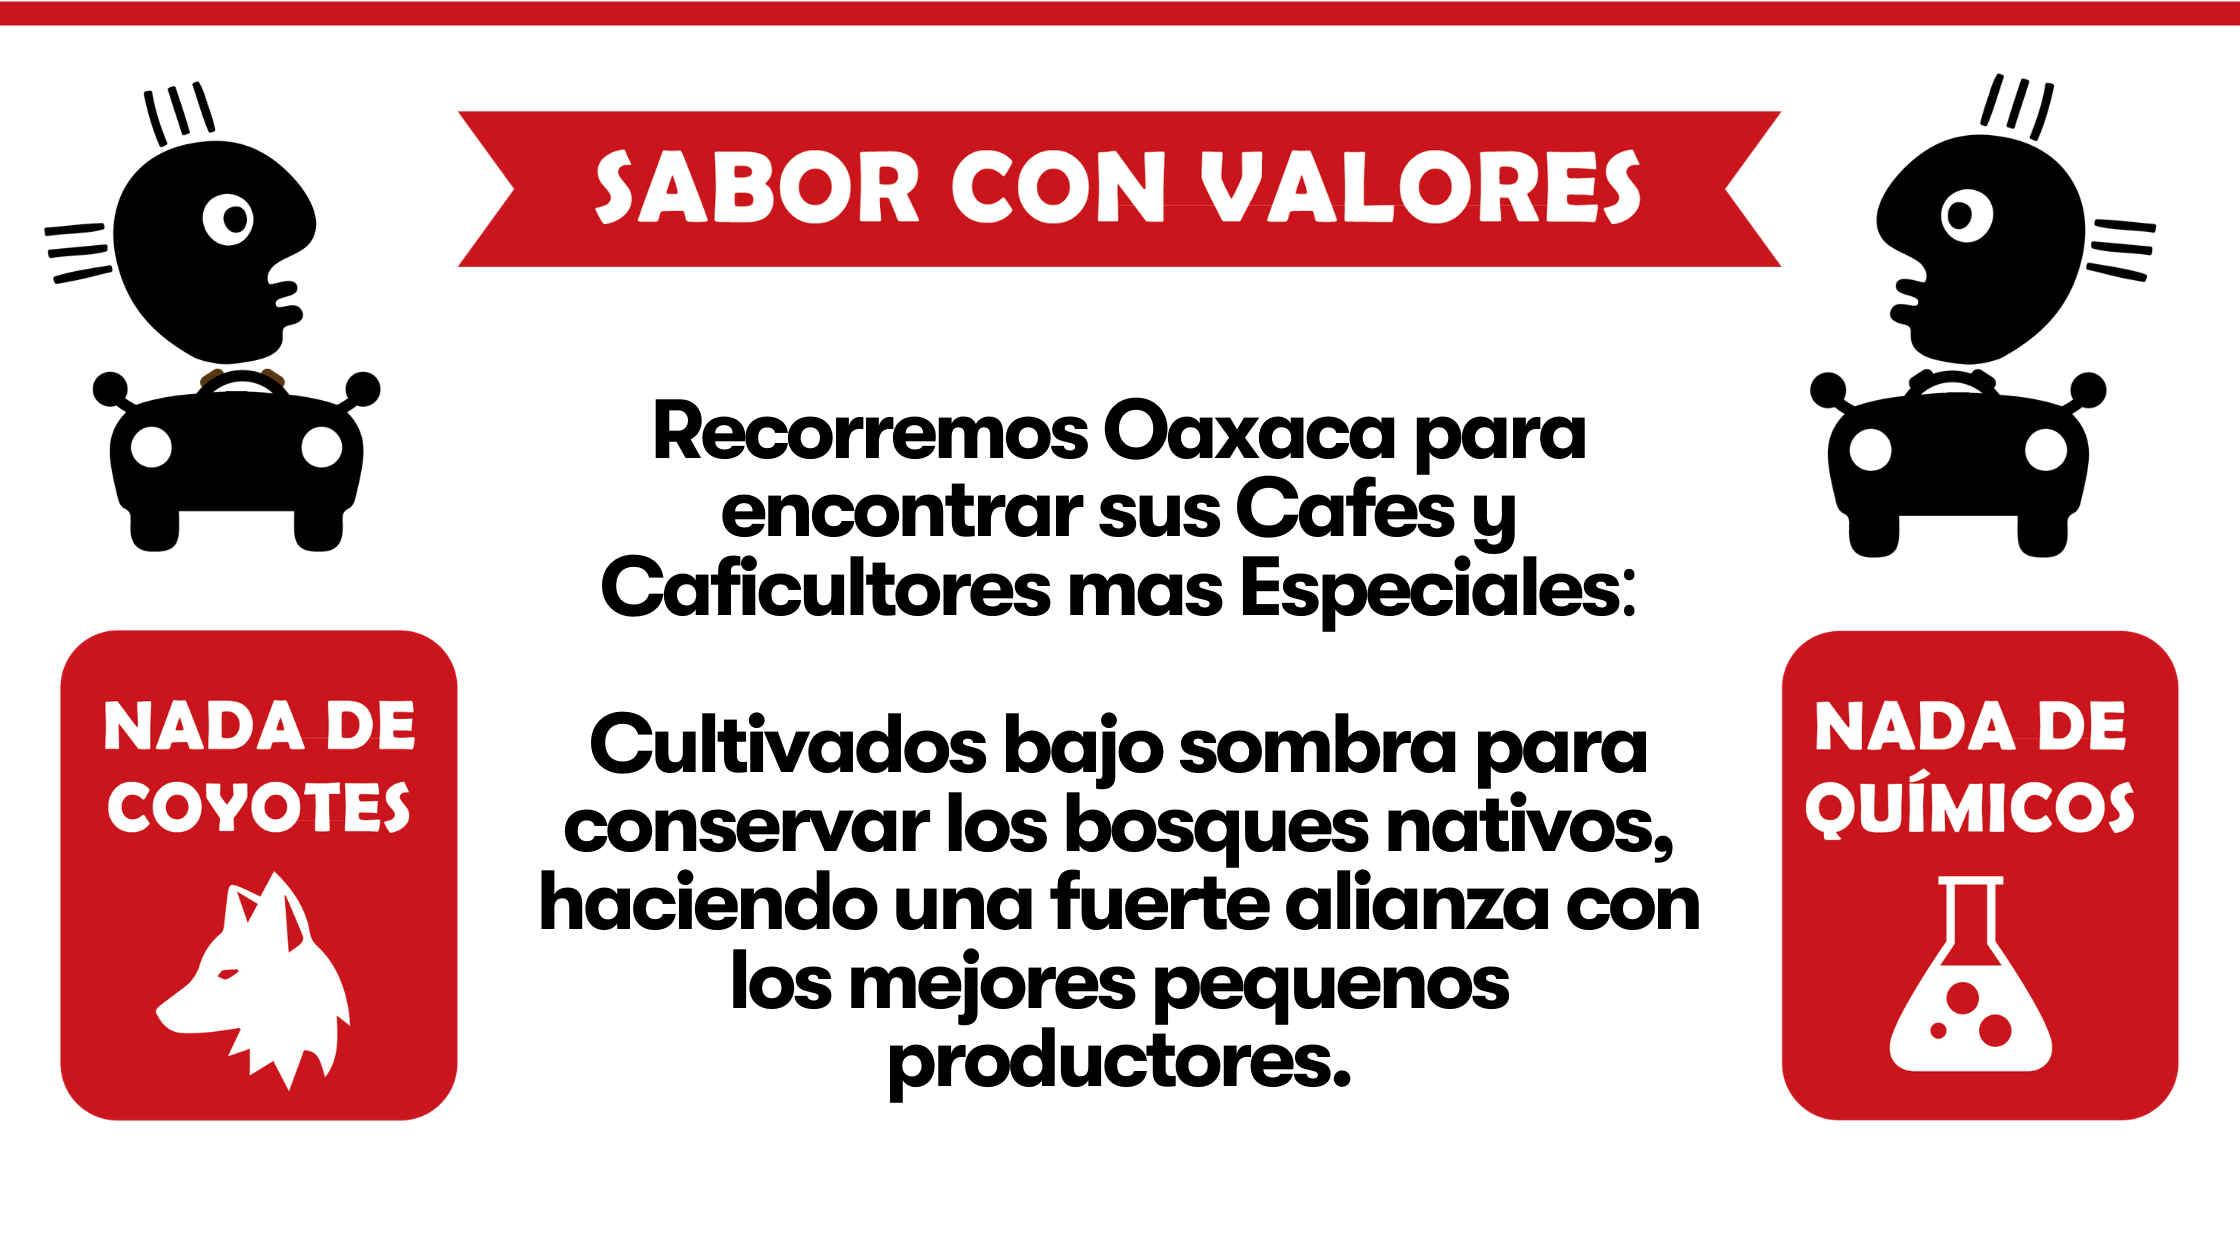 SABOR CON VALORES
Recorremos Oaxaca para
encontrar sus Cafes y
Caficultores mas Especiales:
Cultivados bajo sombra para
conservar los bosques nativos,
haciendo una fuerte alianza con
los mejores pequenos
productores.
NADA DE
COYOTES
NADA DE
QUÍMICOS